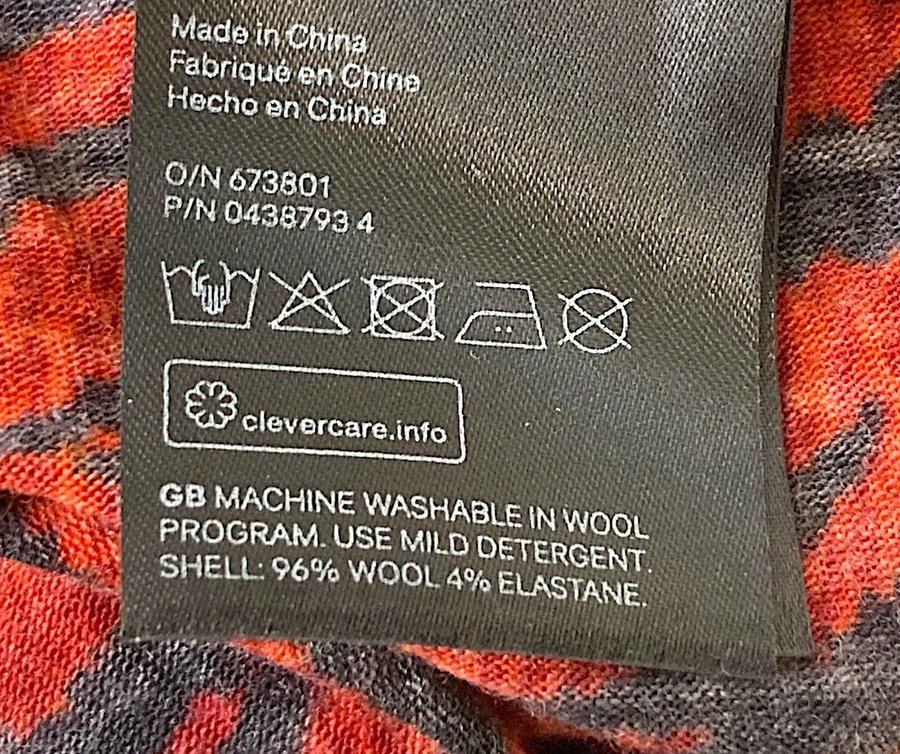 Made in China
Fabriqué en Chine
Hecho en China
O/N 673801
P/N 0438793 4
clevercare.info
GB MACHINE WASHABLE IN WOOL
PROGRAM. USE MILD DETERGENT.
SHELL: 96% WOOL 4% ELASTANE.